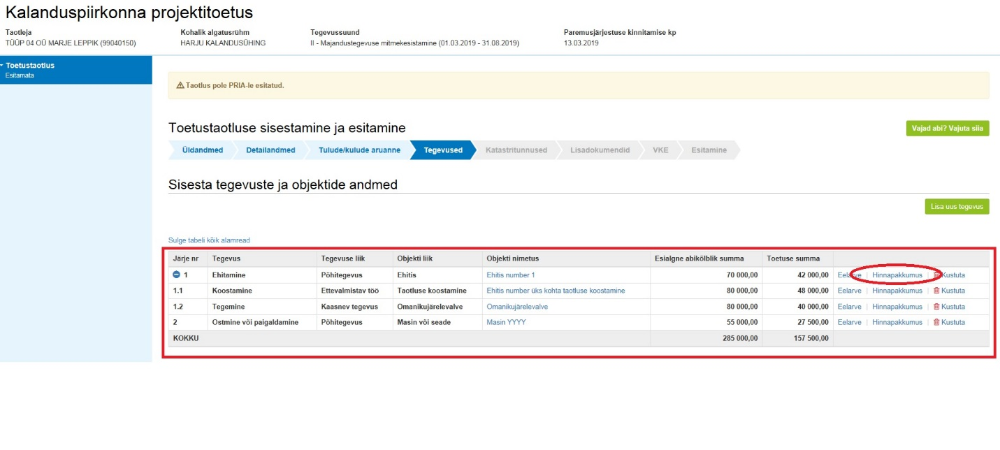 Kalanduspiirkonna projektitoetus
Taotleja Kohalik algatusrühm Tegevussuund Paremusjärjestuse kinnitamise kp
TÜÜP 04 OÜ MARJE LEPPIK (99040150) HARJU KALANDUSÜHING II - Majandustegevuse mitmekesistamine (01.03.2019 - 31.08.2019) 13.03.2019
Toetustaotlus
Esitamata
Taotlus pole PRIA-le esitatud.
Toetustaotluse sisestamine ja esitamine Vajad abi? Vajuta siia
Üldandmed Detailandmed Tulude/kulude aruanne Tegevused Katastritunnused Lisadokumendid VKE Esitamine
Sisesta tegevuste ja objektide andmed
Lisa uus tegevus
Sulge tabeli kõik alamread
Järje nr Tegevus Tegevuse liik Objekti liik Objekti nimetus Esialgne abikõlblik summa Toetuse summa
1 Ehitamine Põhitegevus Ehitis Ehitis number 1 70 000,00 42 000,00 Eelarve | Hinnapakkumus | Kustuta
1.1 Koostamine Ettevalmistav töö Taotluse koostamine Ehitis number üks kohta taotluse koostamine 80 000,00 48 000,00 Eelarve | Hinnapakkumus | Kustuta
1.2 Tegemine Kaasnev tegevus Omanikujärelevalve Omanikujärelevalve 80 000,00 40 000,00 Eelarve | Hinnapakkumus | Kustuta
2 Ostmine või paigaldamine Põhitegevus Masin või seade Masin YYYY 55 000,00 27 500,00 Eelarve | Hinnapakkumus | Kustuta
KOKKU 285 000,00 157 500,00